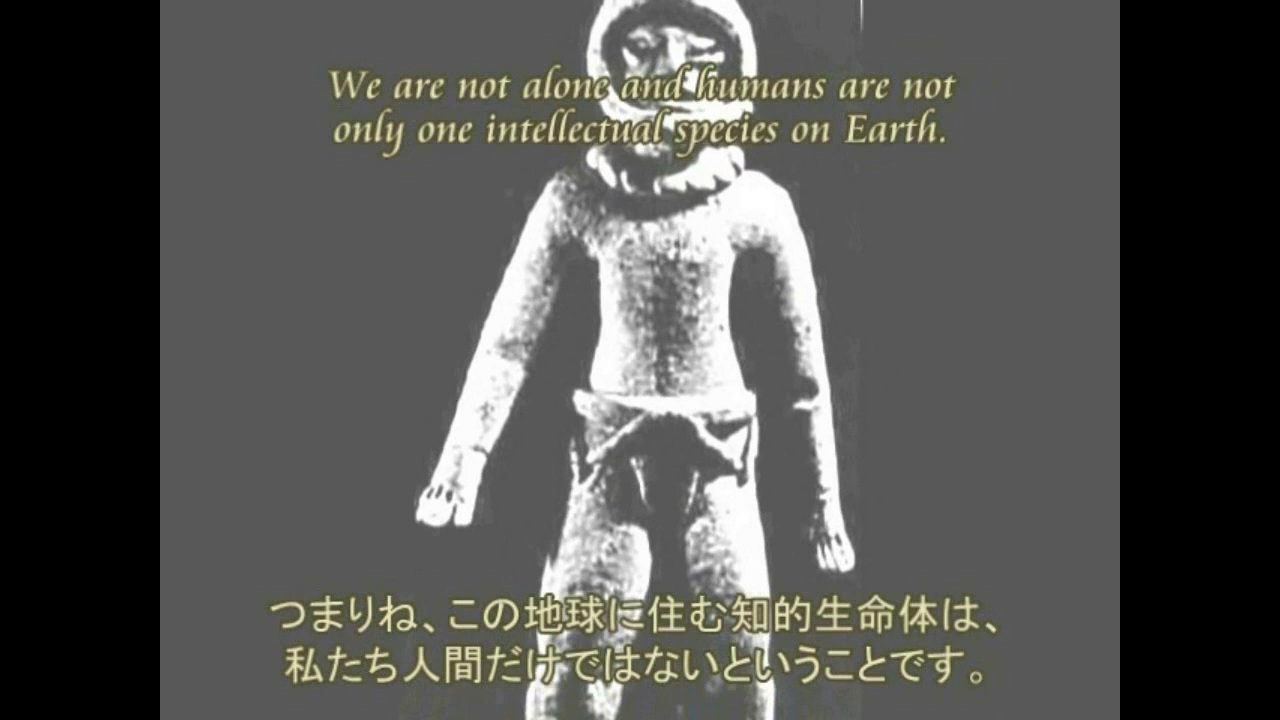 We are not alone and humans are not
only one intellectual species on Earth.
つまりね、この地球に住む知的生命体は、
私たち人間だけではないということです。